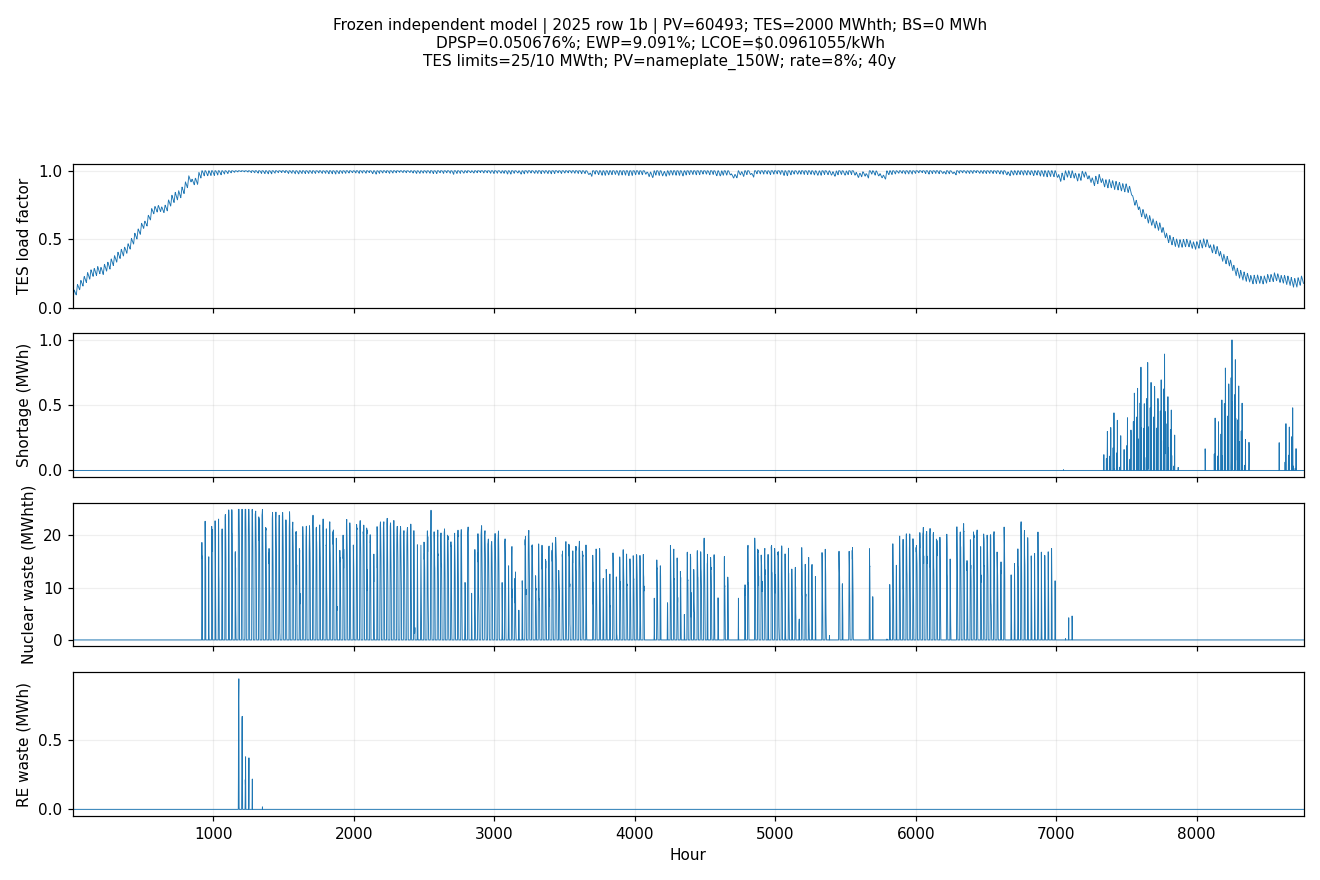 Frozen independent model | 2025 row 1b | PV=60493; TES=2000 MWhth; BS=0 MWh
DPSP=0.050676%; EWP=9.091%; LCOE=$0.0961055/kWh
TES limits=25/10 MWth; PV=nameplate_150W; rate=8%; 40y
TES load factor
1.0
0.5
0.0
Shortage (MWh)
1.0
0.5
0.0
Nuclear waste (MWhth)
20
10
0
RE waste (MWh)
0.5
0.0
1000 2000 3000 4000 5000 6000 7000 8000
Hour